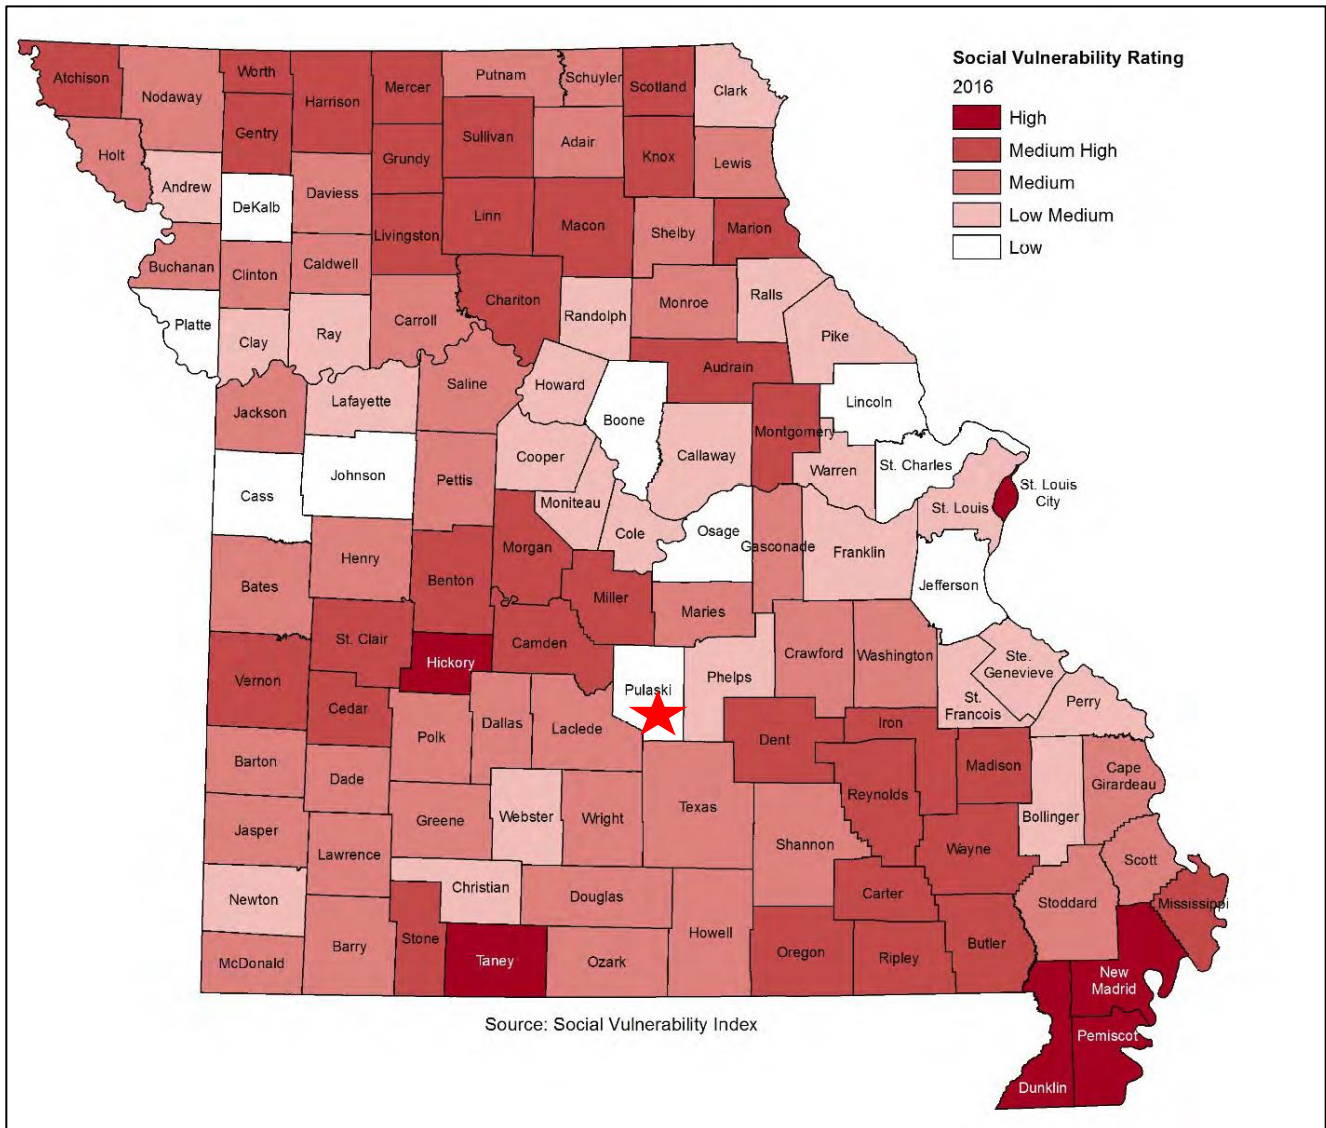 Social Vulnerability Rating
2016
High
Medium High
Medium
Low Medium
Low
Atchison
Nodaway
Worth
Harrison
Mercer
Putnam
Schuyler
Scotland
Clark
Gentry
Sullivan
Adair
Holt
Grundy
Knox
Lewis
Andrew
DeKalb
Daviess
Livingston
Linn
Macon
Shelby
Marion
Buchanan
Clinton
Caldwell
Chariton
Randolph
Monroe
Ralls
Platte
Clay
Ray
Carroll
Pike
Audrain
Saline
Howard
Jackson
Lafayette
Boone
Lincoln
Montgomery
Cooper
Callaway
Warren
St. Charles
Cass
Johnson
Pettis
Moniteau
St. Louis
St. Louis
City
Cole
Osage
Gasconade
Franklin
Morgan
Henry
Benton
Bates
Miller
Maries
Jefferson
St. Clair
Camden
Crawford
Washington
Ste.
Genevieve
Hickory
Vernon
Pulaski
Phelps
St.
Francois
Perry
Cedar
Polk
Dallas
Laclede
Dent
Iron
Barton
Dade
Madison
Cape
Girardeau
Reynolds
Texas
Jasper
Greene
Webster
Wright
Bollinger
Lawrence
Shannon
Wayne
Scott
Newton
Christian
Douglas
Carter
Stoddard
Mississippi
Stone
Howell
Barry
McDonald
Taney
Ozark
Oregon
Ripley
Butler
New
Madrid
Pemiscot
Dunklin
Source: Social Vulnerability Index